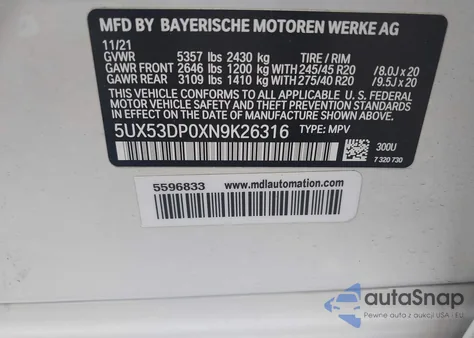 MFD BY BAYERISCHE MOTOREN WERKE AG
11/21
GVWR 5357 lbs 2430 kg TIRE / RIM
GAWR FRONT 2646 lbs 1200 kg WITH 245/45 R20 /8.0J x 20
GAWR REAR 3109 lbs 1410 kg WITH 275/40 R20 /9.5J x 20
THIS VEHICLE CONFORMS TO ALL APPLICABLE U.S. FEDERAL
MOTOR VEHICLE SAFETY STANDARDS IN
EFFECT ON THE DATE OF MANUFACTURE SHOWN ABOVE.
5UX53DP0XN9K26316 TYPE: MPV
300U
7 320 730
5596833 www.mdlautomation.com
autoSnap
Pewne auto z aukcji USA i EU